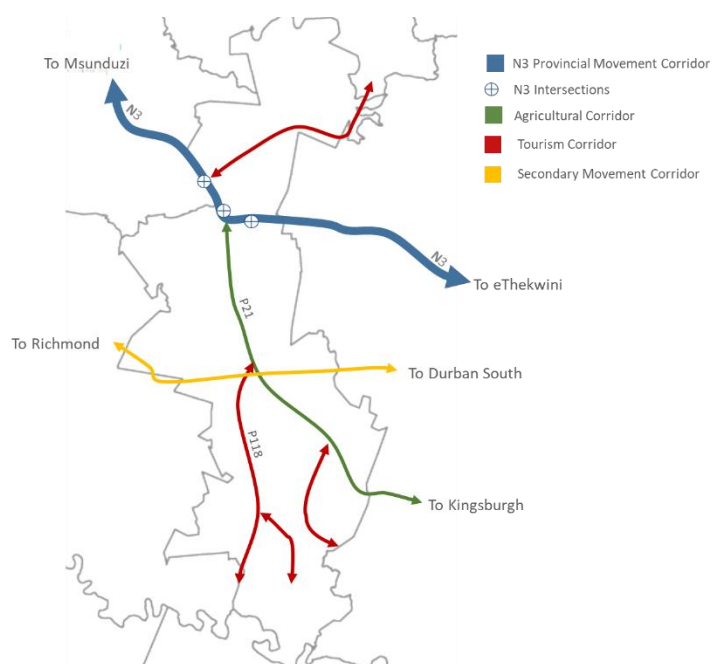 To Msunduzi
N3
N3 Provincial Movement Corridor
N3 Intersections
Agricultural Corridor
Tourism Corridor
Secondary Movement Corridor
N3
To eThekwini
P21
To Richmond
To Durban South
P118
To Kingsburgh